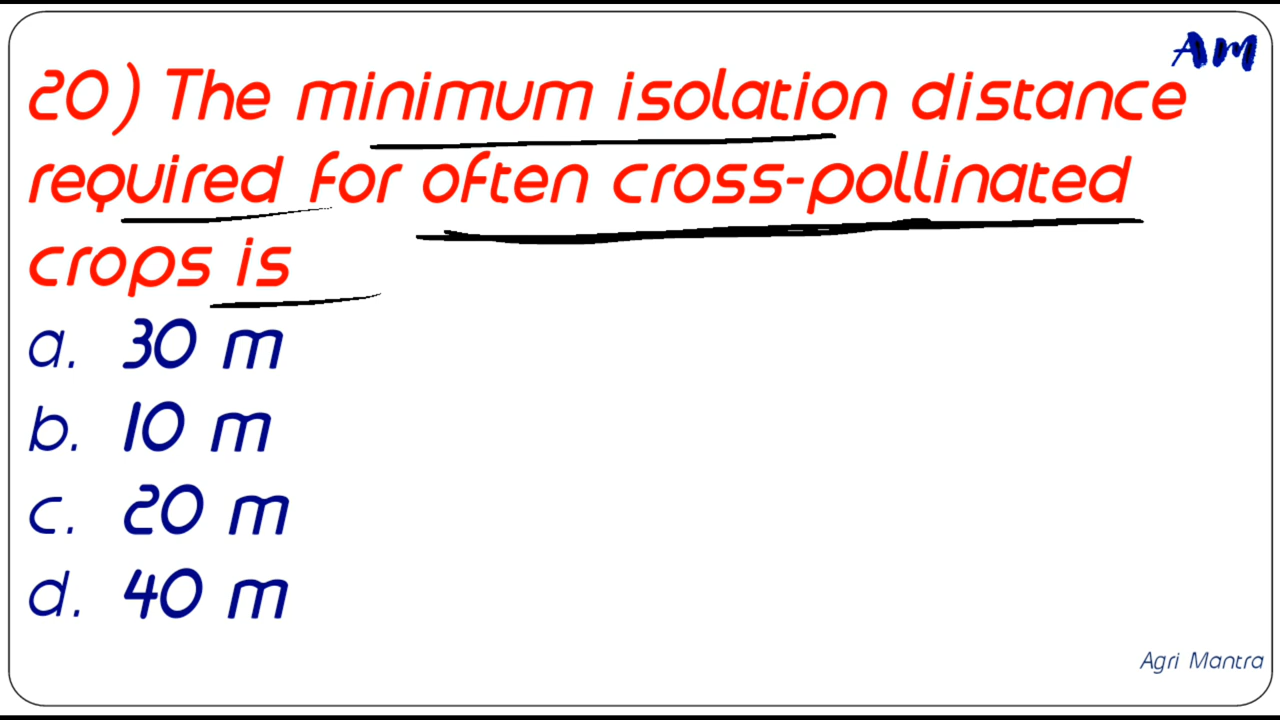 AM
20) The minimum isolation distance
required for often cross-pollinated
crops is
a. 30 m
b. 10 m
c. 20 m
d. 40 m
Agri Mantra